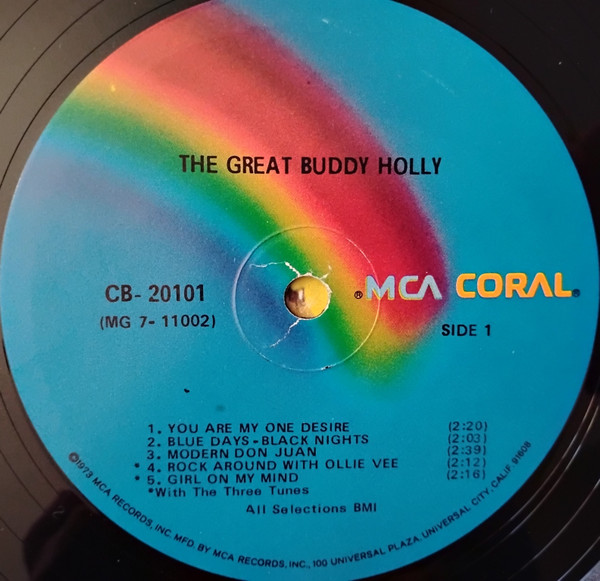 THE GREAT BUDDY HOLLY
CB- 20101
(MG 7- 11002)
®MCA CORAL®
SIDE 1
1. YOU ARE MY ONE DESIRE (2:20)
2. BLUE DAYS - BLACK NIGHTS (2:03)
3. MODERN DON JUAN (2:39)
* 4. ROCK AROUND WITH OLLIE VEE (2:12)
* 5. GIRL ON MY MIND (2:16)
*With The Three Tunes
All Selections BMI
©1973 MCA RECORDS, INC. MFD. BY MCA RECORDS, INC., 100 UNIVERSAL PLAZA, UNIVERSAL CITY, CALIF. 91608